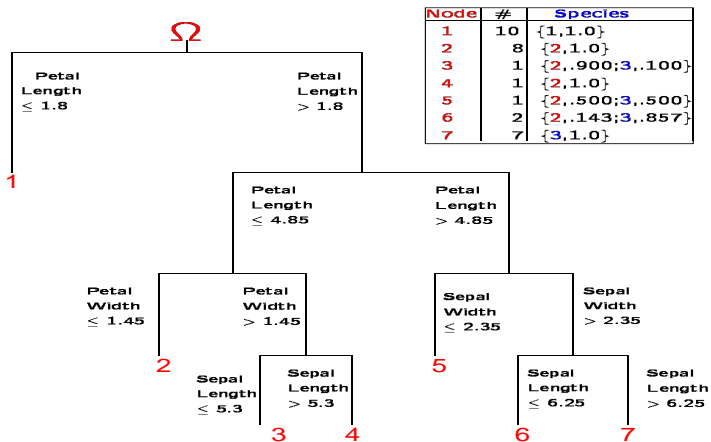 Ω
Node # Species
1 10 {1,1.0}
2 8 {2,1.0}
3 1 {2,.900;3,.100}
4 1 {2,1.0}
5 1 {2,.500;3,.500}
6 2 {2,.143;3,.857}
7 7 {3,1.0}
Petal
Length
≤ 1.8
Petal
Length
> 1.8
1
Petal
Length
≤ 4.85
Petal
Length
> 4.85
Petal
Width
≤ 1.45
Petal
Width
> 1.45
Sepal
Width
≤ 2.35
Sepal
Width
> 2.35
2
Sepal
Length
≤ 5.3
Sepal
Length
> 5.3
5
Sepal
Length
≤ 6.25
Sepal
Length
> 6.25
3
4
6
7